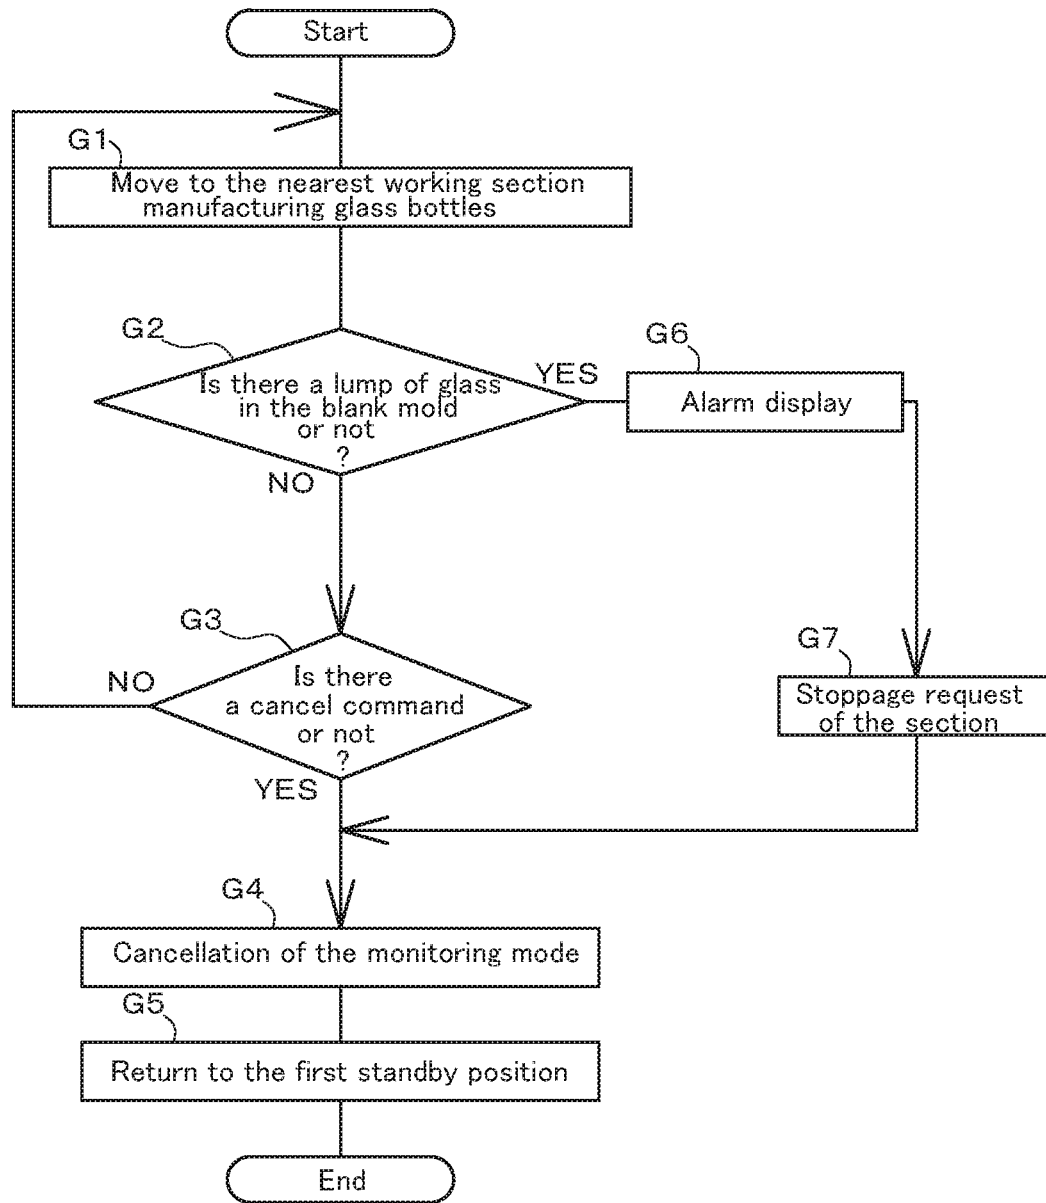 Start
G1
Move to the nearest working section
manufacturing glass bottles
G2
Is there a lump of glass
in the blank mold
or not
?
YES
NO
G6
Alarm display
G3
Is there
a cancel command
or not
?
NO
YES
G7
Stoppage request
of the section
G4
Cancellation of the monitoring mode
G5
Return to the first standby position
End